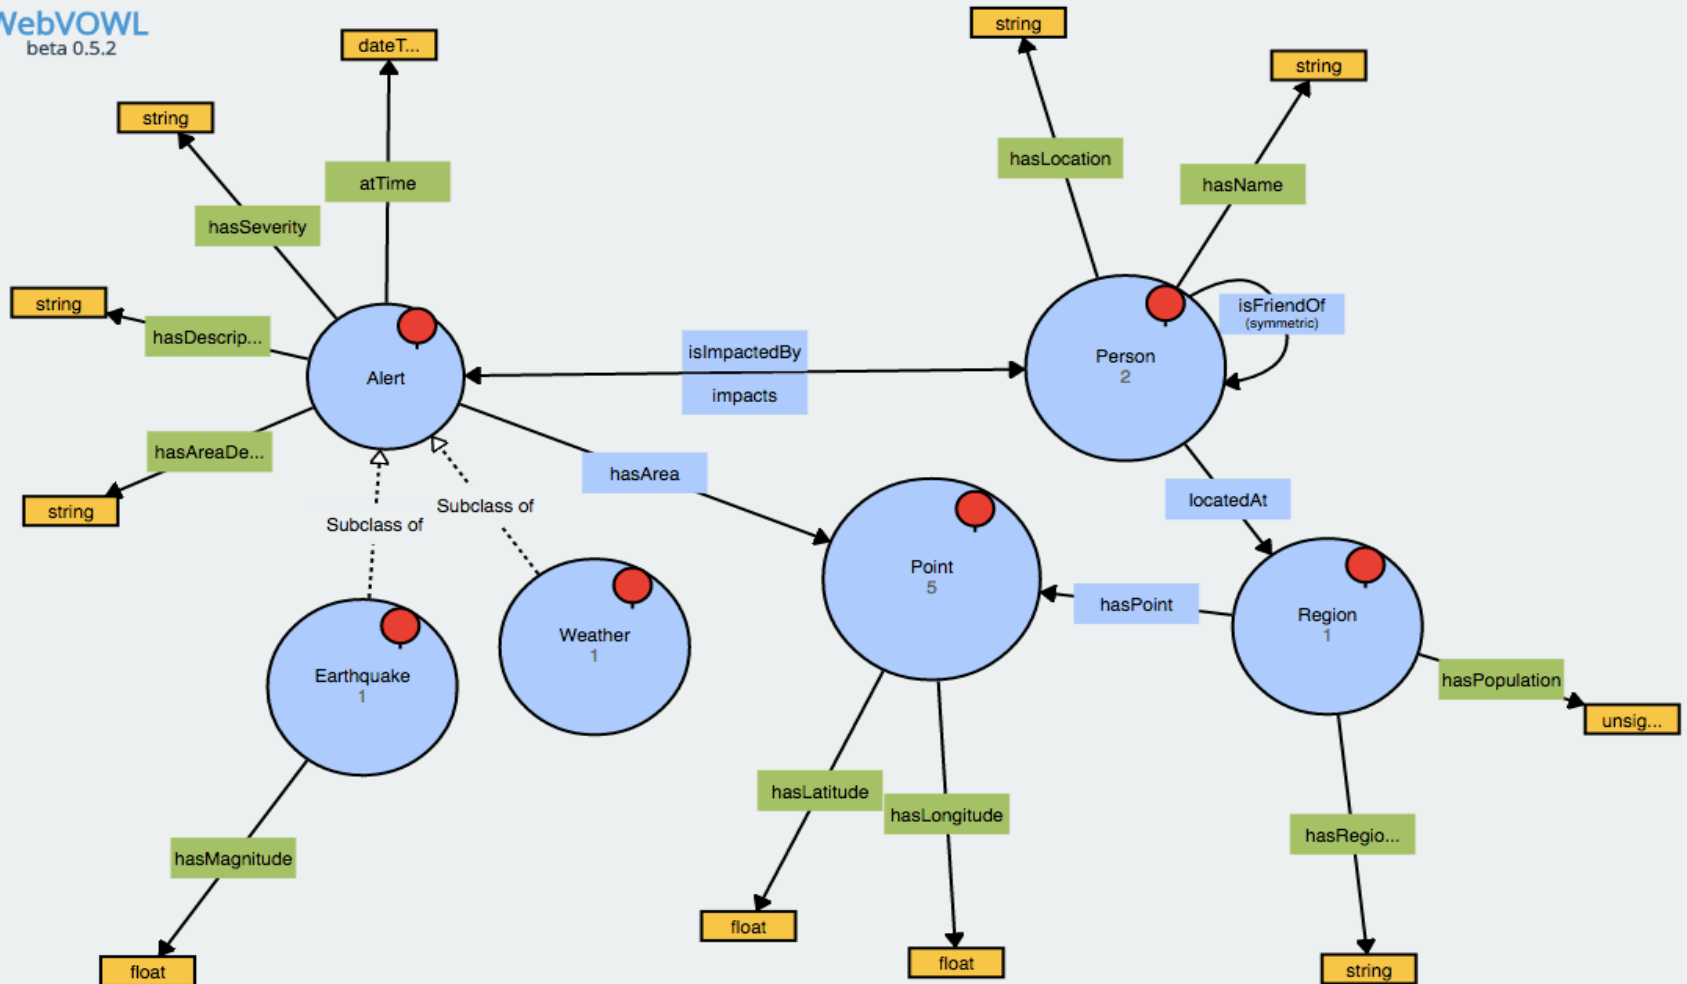 WebVOWL
beta 0.5.2
dateT...
string
string
string
hasLocation
hasName
atTime
hasSeverity
string
hasDescrip...
isFriendOf
(symmetric)
Alert
isImpactedBy
impacts
Person
2
hasAreaDe...
string
Subclass of
Subclass of
hasArea
locatedAt
Point
5
hasPoint
Region
1
Weather
1
Earthquake
1
hasPopulation
unsig...
hasLatitude
hasLongitude
hasRegio...
hasMagnitude
float
float
float
string